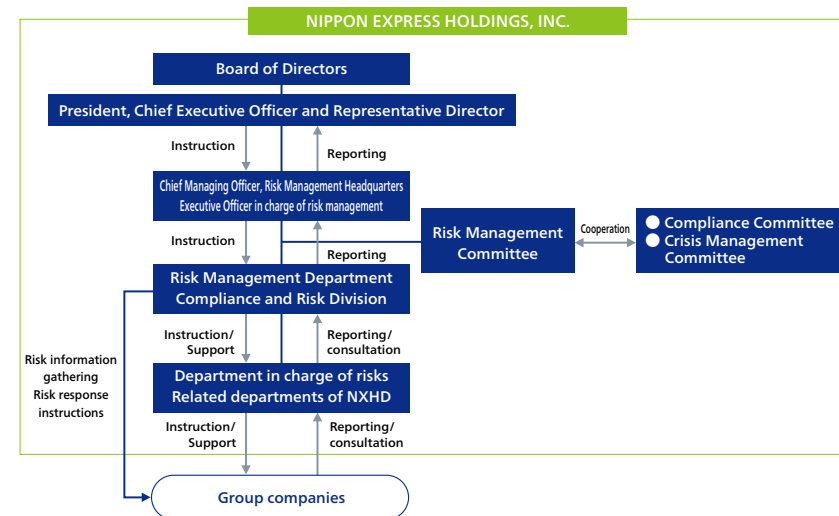 NIPPON EXPRESS HOLDINGS, INC.
Board of Directors
President, Chief Executive Officer and Representative Director
Instruction
Reporting
Chief Managing Officer, Risk Management Headquarters
Executive Officer in charge of risk management
Instruction
Reporting
Risk Management
Committee
Cooperation
Compliance Committee
Crisis Management
Committee
Risk Management Department
Compliance and Risk Division
Instruction/
Support
Reporting/
consultation
Risk information
gathering
Risk response
instructions
Department in charge of risks
Related departments of NXHD
Instruction/
Support
Reporting/
consultation
Group companies